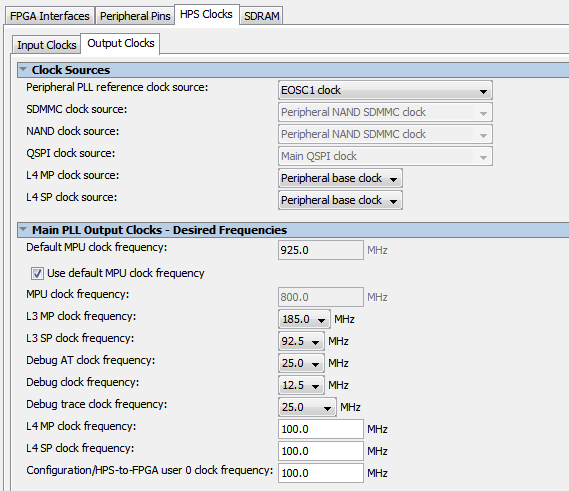 FPGA Interfaces Peripheral Pins HPS Clocks SDRAM
Input Clocks Output Clocks
Clock Sources
Peripheral PLL reference clock source: EOSC1 clock
SDMMC clock source: Peripheral NAND SDMMC clock
NAND clock source: Peripheral NAND SDMMC clock
QSPI clock source: Main QSPI clock
L4 MP clock source: Peripheral base clock
L4 SP clock source: Peripheral base clock
Main PLL Output Clocks - Desired Frequencies
Default MPU clock frequency: 925.0 MHz
Use default MPU clock frequency
MPU clock frequency: 800.0 MHz
L3 MP clock frequency: 185.0 MHz
L3 SP clock frequency: 92.5 MHz
Debug AT clock frequency: 25.0 MHz
Debug clock frequency: 12.5 MHz
Debug trace clock frequency: 25.0 MHz
L4 MP clock frequency: 100.0 MHz
L4 SP clock frequency: 100.0 MHz
Configuration/HPS-to-FPGA user 0 clock frequency: 100.0 MHz